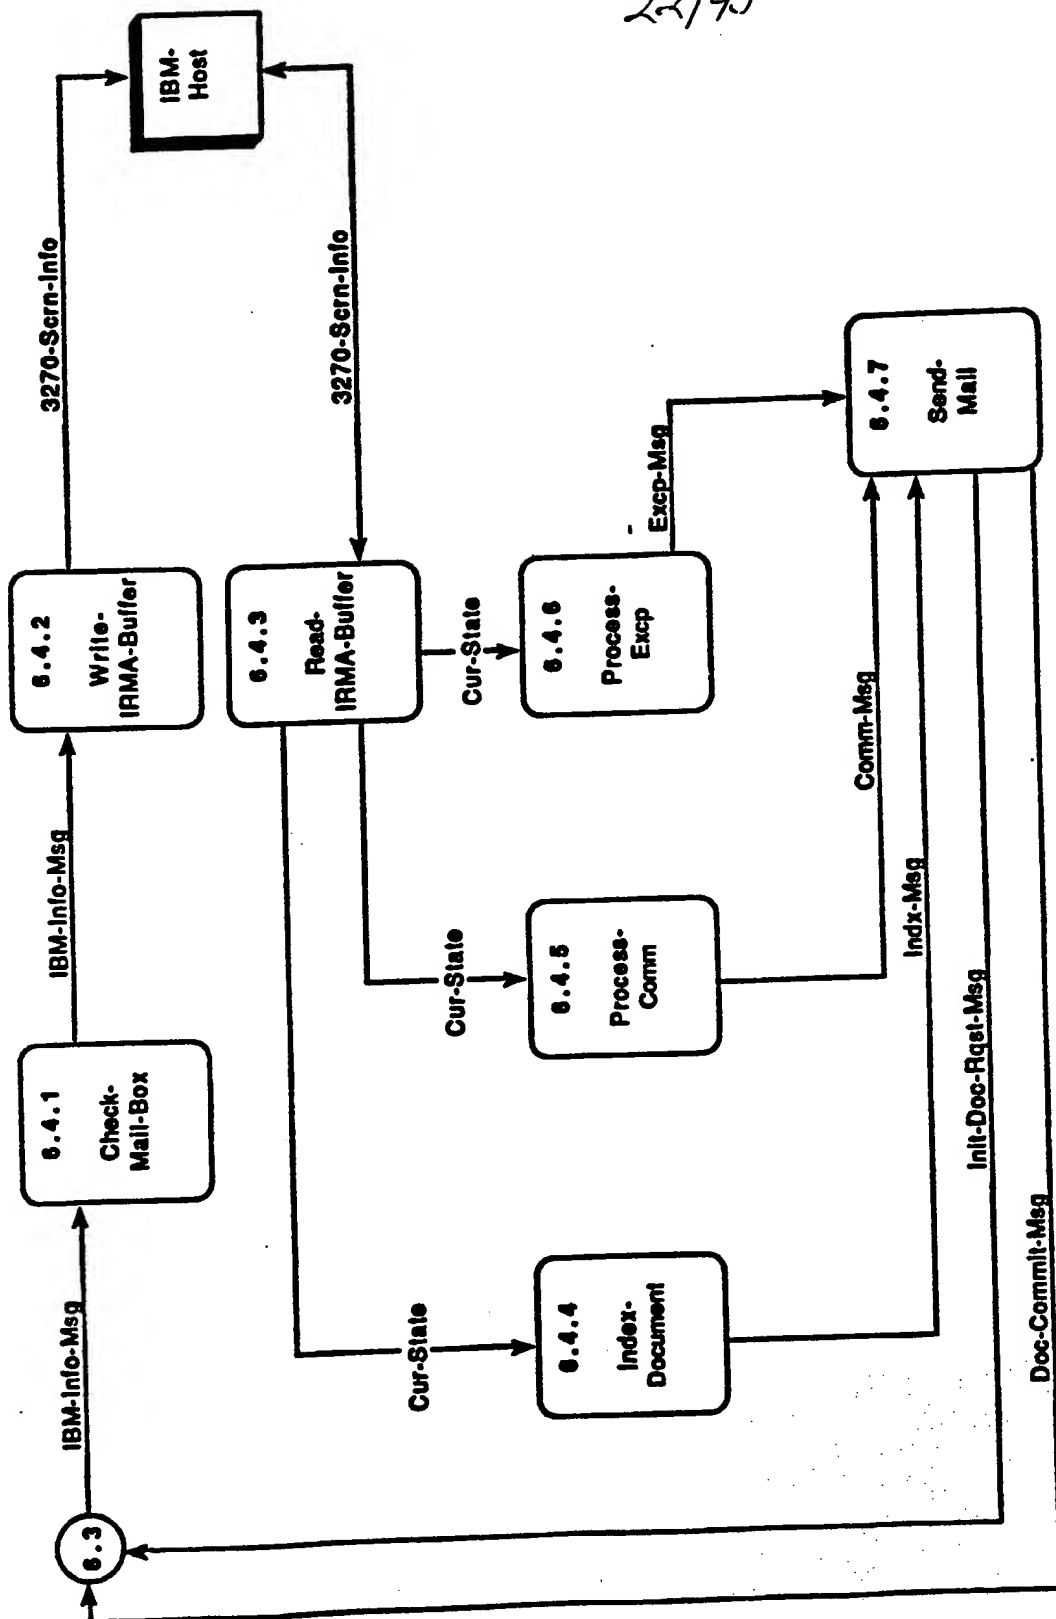 22/95
6.3
IBM-Info-Msg
6.4.1
Check-
Mail-Box
IBM-Info-Msg
6.4.2
Write-
IRMA-Buffer
3270-Scrn-Info
IBM-
Host
6.4.3
Read-
IRMA-Buffer
3270-Scrn-Info
Cur-State
Cur-State
Cur-State
6.4.4
Index-
Document
6.4.5
Process-
Comm
6.4.6
Process-
Excp
Excp-Msg
Comm-Msg
Indx-Msg
6.4.7
Send-
Mail
Init-Doc-Rqst-Msg
Doc-Commit-Msg